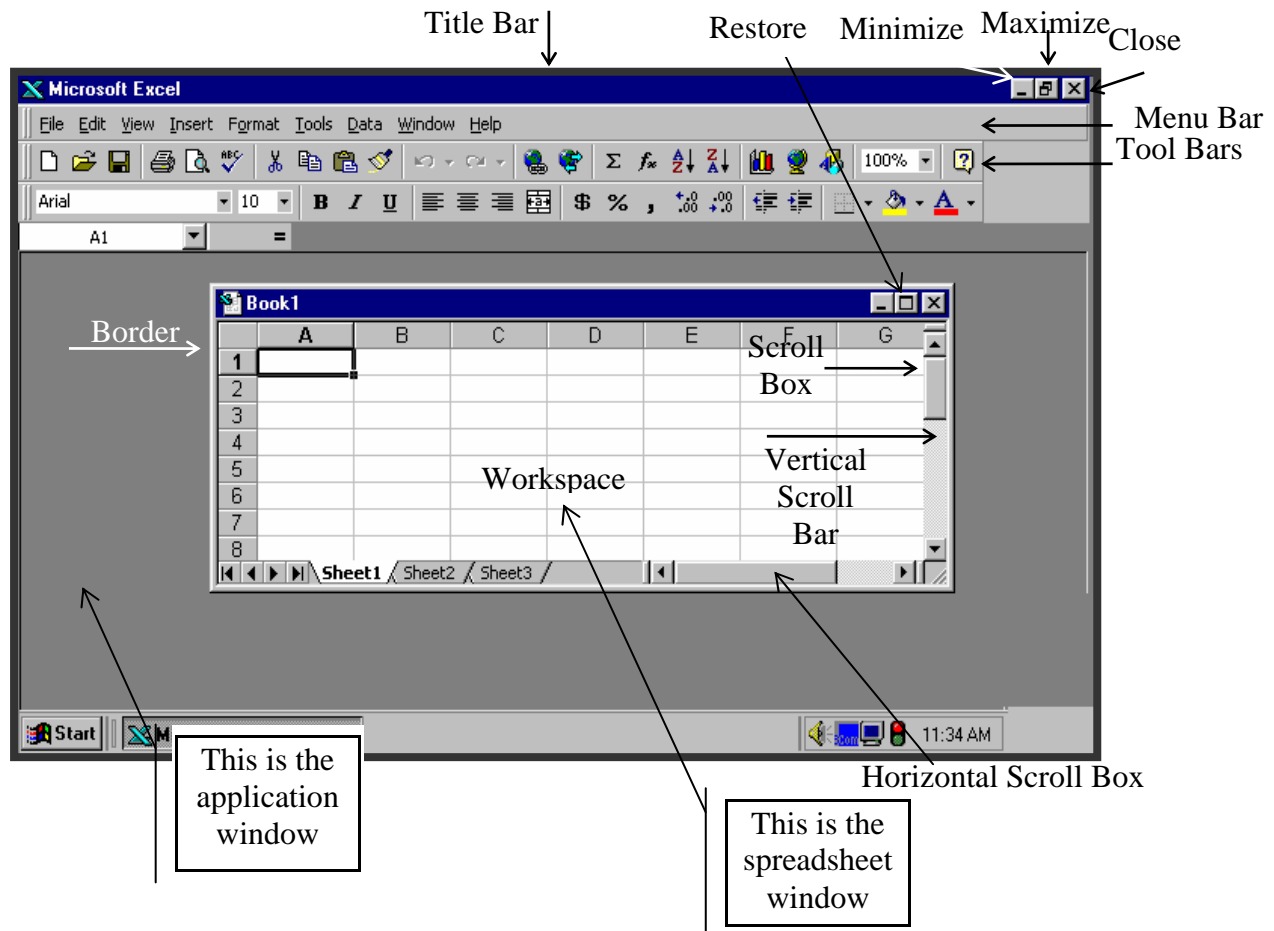 Title Bar
Restore
Minimize
Maximize
Close
Microsoft Excel
File Edit View Insert Format Tools Data Window Help
Menu Bar
Tool Bars
ABC
Σ
100%
Arial
10
B I U
$ % ,
A
A1
=
Border
Book1
A B C D E F G
Scroll
Box
1
2
3
4
5
6
7
8
Vertical
Scroll
Bar
Workspace
Sheet1 Sheet2 Sheet3
Start
M
11:34 AM
This is the
application
window
Horizontal Scroll Box
This is the
spreadsheet
window